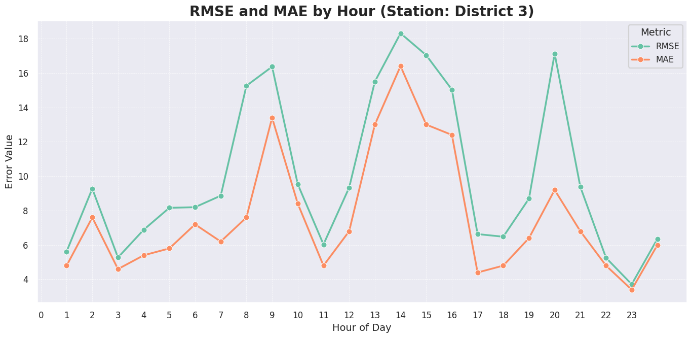 RMSE and MAE by Hour (Station: District 3)
Metric
RMSE
MAE
Error Value
18
16
14
12
10
8
6
4
0 1 2 3 4 5 6 7 8 9 10 11 12 13 14 15 16 17 18 19 20 21 22 23
Hour of Day